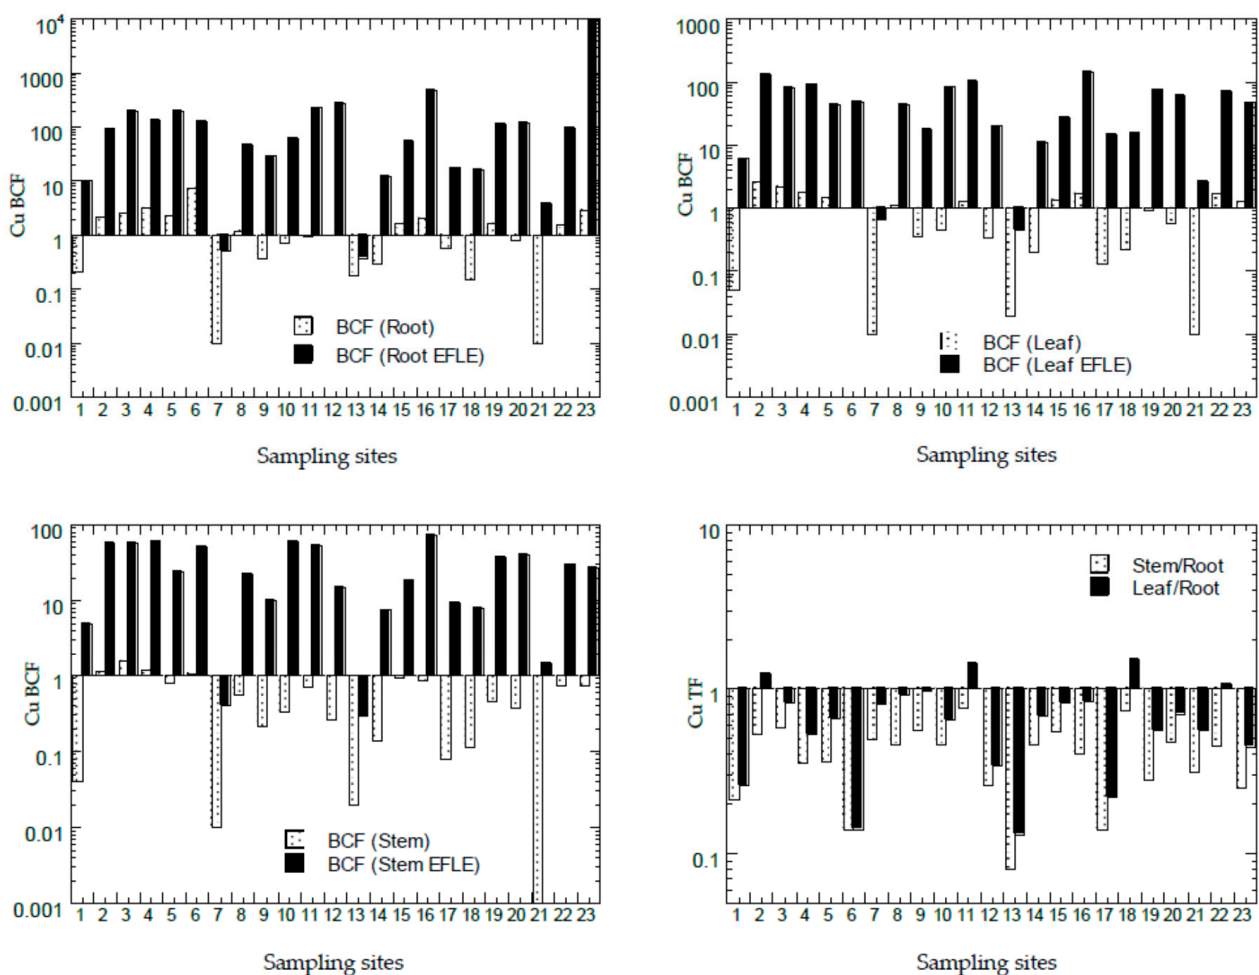 10^4
1000
100
10
1
0.1
0.01
0.001
Cu BCF
BCF (Root)
BCF (Root EFLE)
1 2 3 4 5 6 7 8 9 10 11 12 13 14 15 16 17 18 19 20 21 22 23
Sampling sites
1000
100
10
1
0.1
0.01
0.001
Cu BCF
BCF (Leaf)
BCF (Leaf EFLE)
1 2 3 4 5 6 7 8 9 10 11 12 13 14 15 16 17 18 19 20 21 22 23
Sampling sites
100
10
1
0.1
0.01
0.001
Cu BCF
BCF (Stem)
BCF (Stem EFLE)
1 2 3 4 5 6 7 8 9 10 11 12 13 14 15 16 17 18 19 20 21 22 23
Sampling sites
10
1
0.1
Cu TF
Stem/Root
Leaf/Root
1 2 3 4 5 6 7 8 9 10 11 12 13 14 15 16 17 18 19 20 21 22 23
Sampling sites